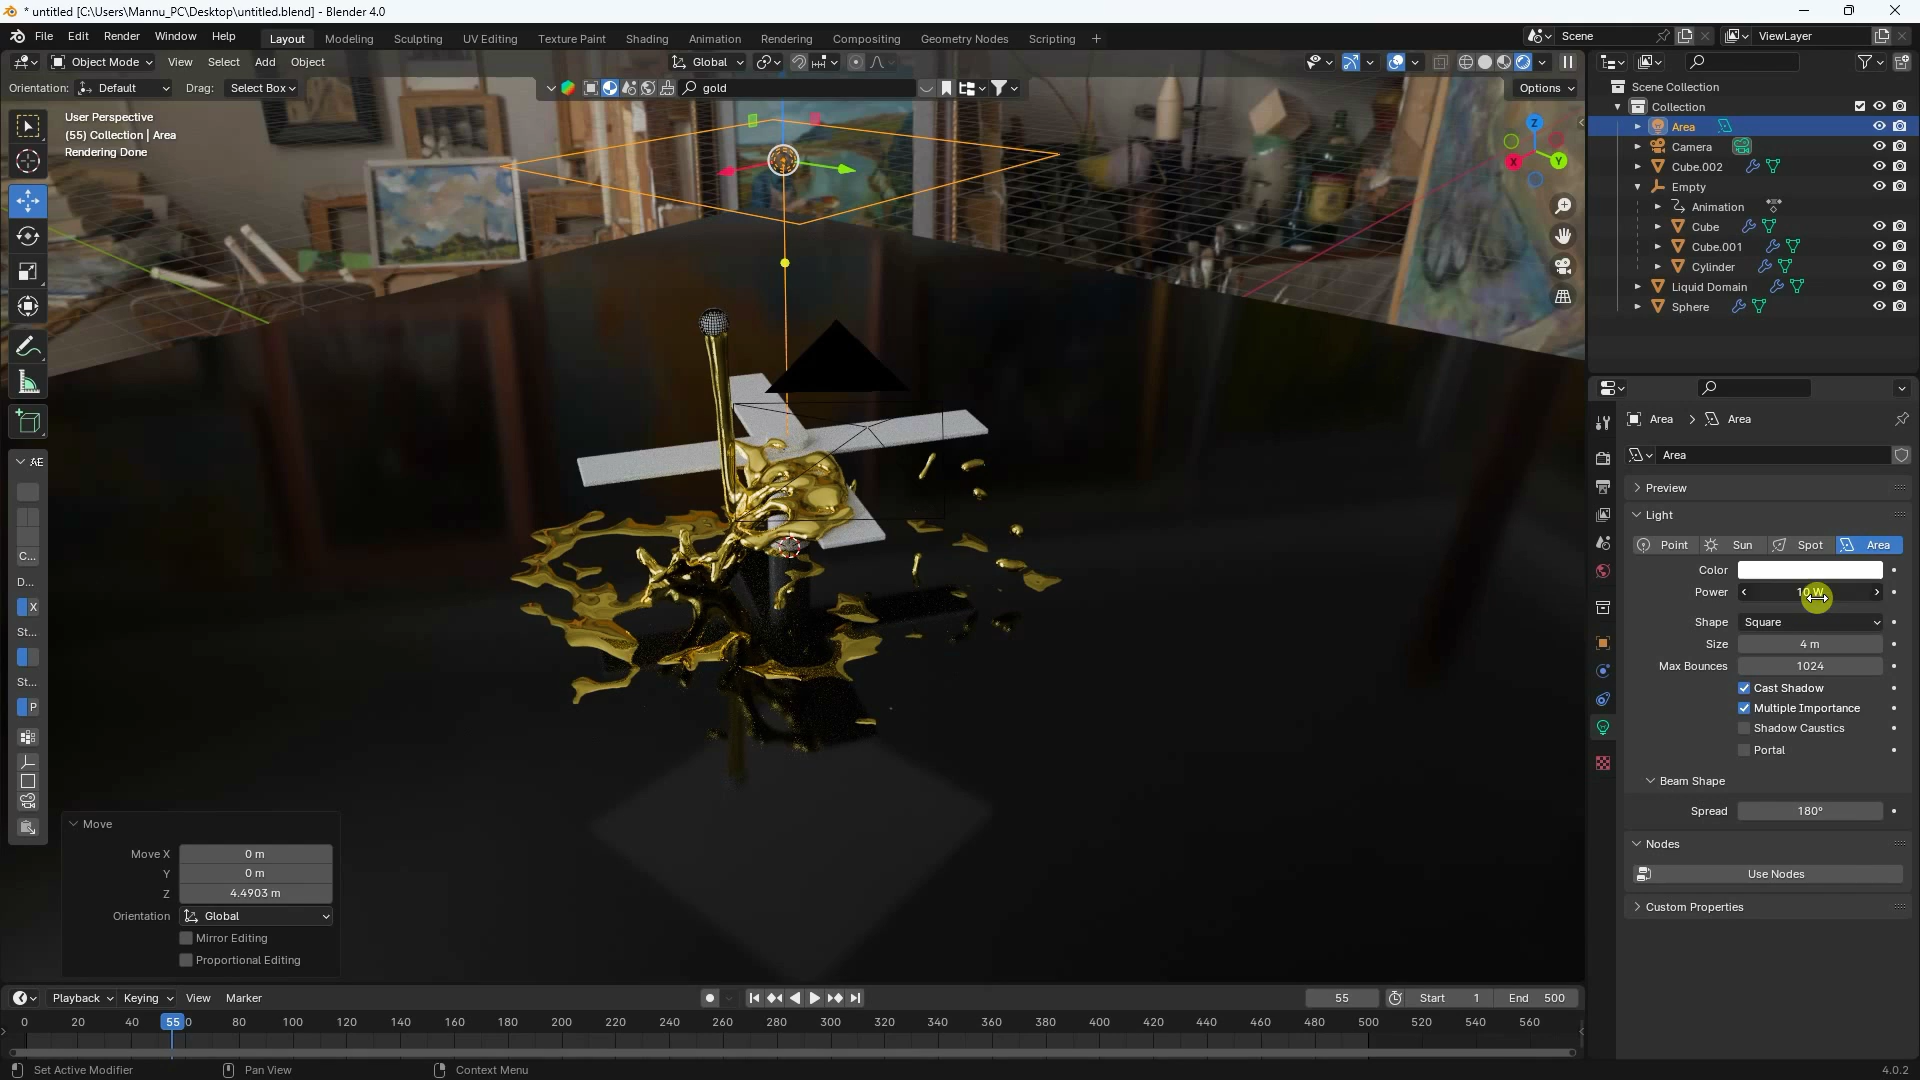 * untitled [C:\Users\Mannu_PC\Desktop\untitled.blend] - Blender 4.0
File Edit Render Window Help
Layout Modeling Sculpting UV Editing Texture Paint Shading Animation Rendering Compositing Geometry Nodes Scripting +
Scene
ViewLayer
Object Mode View Select Add Object
Global
Orientation: Default Drag: Select Box
gold
Options
User Perspective
(55) Collection | Area
Rendering Done
Z
X
Y
Scene Collection
Collection
Area
Camera
Cube.002
Empty
Animation
Cube
Cube.001
Cylinder
Liquid Domain
Sphere
Area > Area
Area
Preview
Light
Point Sun Spot Area
Color
Power 10 W
Shape Square
Size 4 m
Max Bounces 1024
Cast Shadow
Multiple Importance
Shadow Caustics
Portal
Beam Shape
Spread 180°
Nodes
Use Nodes
Custom Properties
AE
C...
D...
X
St...
St...
P
Move
Move X 0 m
Y 0 m
Z 4.4903 m
Orientation Global
Mirror Editing
Proportional Editing
Playback Keying View Marker
55 Start 1 End 500
0 20 40 55 80 100 120 140 160 180 200 220 240 260 280 300 320 340 360 380 400 420 440 460 480 500 520 540 560
Set Active Modifier Pan View Context Menu
4.0.2